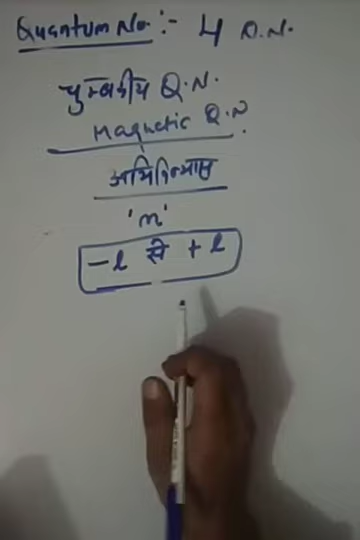 Quantum No. :- 4 Q.N.
चुम्बकीय Q.N.
Magnetic Q.N.
अभिविन्यास
'm'
-l से +l